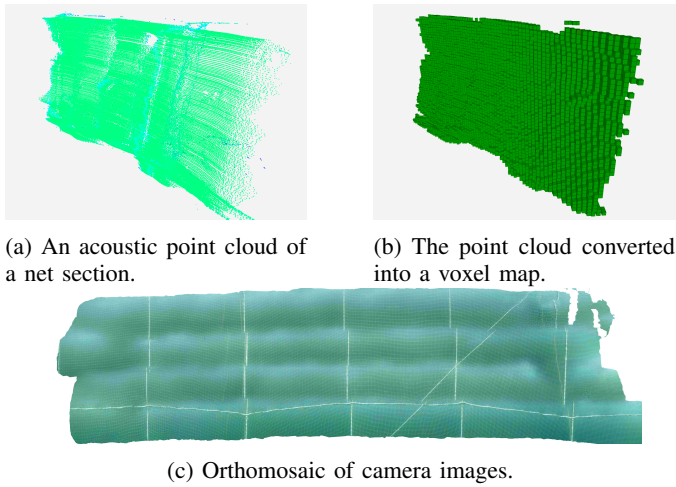 (a) An acoustic point cloud of
a net section.
(b) The point cloud converted
into a voxel map.
(c) Orthomosaic of camera images.